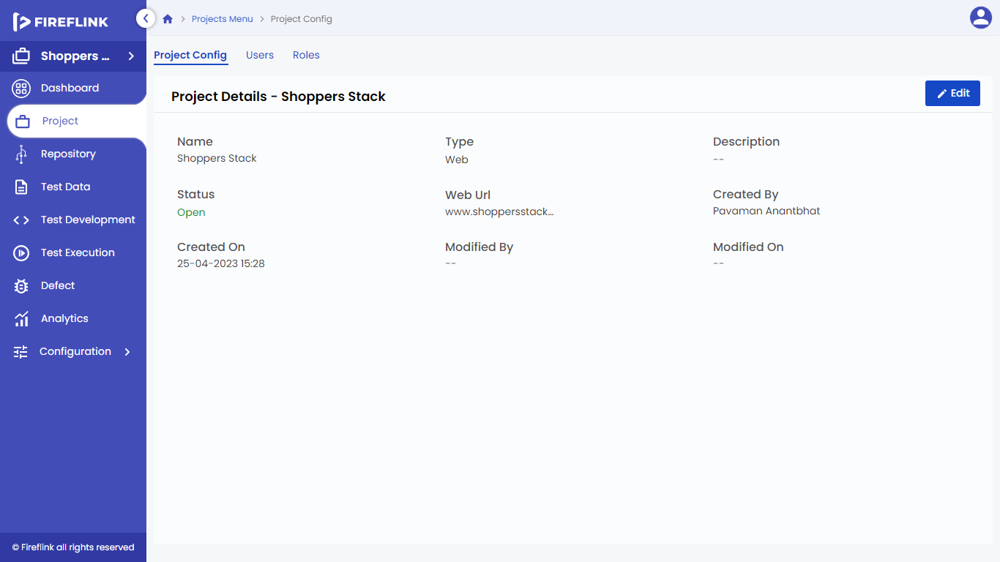 FIREFLINK
Projects Menu
Project Config
Shoppers ...
Dashboard
Project
Repository
Test Data
Test Development
Test Execution
Defect
Analytics
Configuration
© Fireflink all rights reserved
Project Config
Users
Roles
Project Details - Shoppers Stack
Edit
Name
Shoppers Stack
Type
Web
Description
--
Status
Open
Web Url
www.shoppersstack...
Created By
Pavaman Anantbhat
Created On
25-04-2023 15:28
Modified By
--
Modified On
--